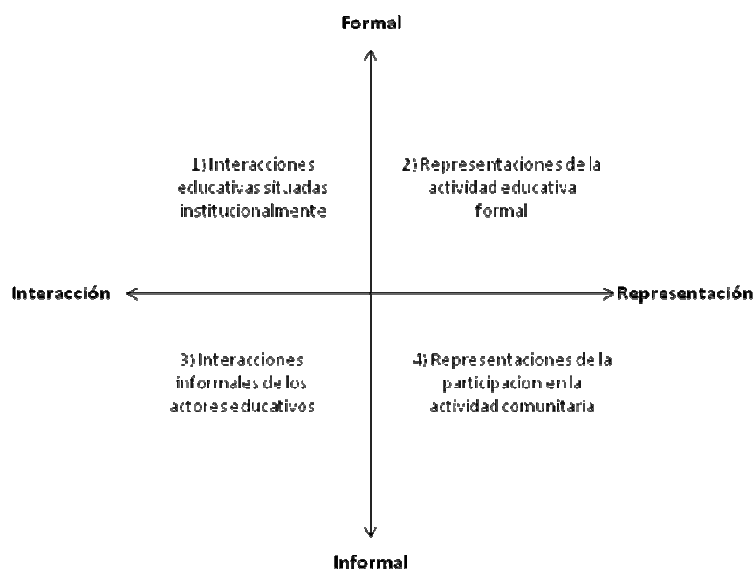 Formal
1) Interacciones
educativas situadas
institucionalmente
2) Representaciones de la
actividad educativa
formal
Interacción
Representación
3) Interacciones
informales de los
actores educativos
4) Representaciones de la
participacion en la
actividad comunitaria
Informal